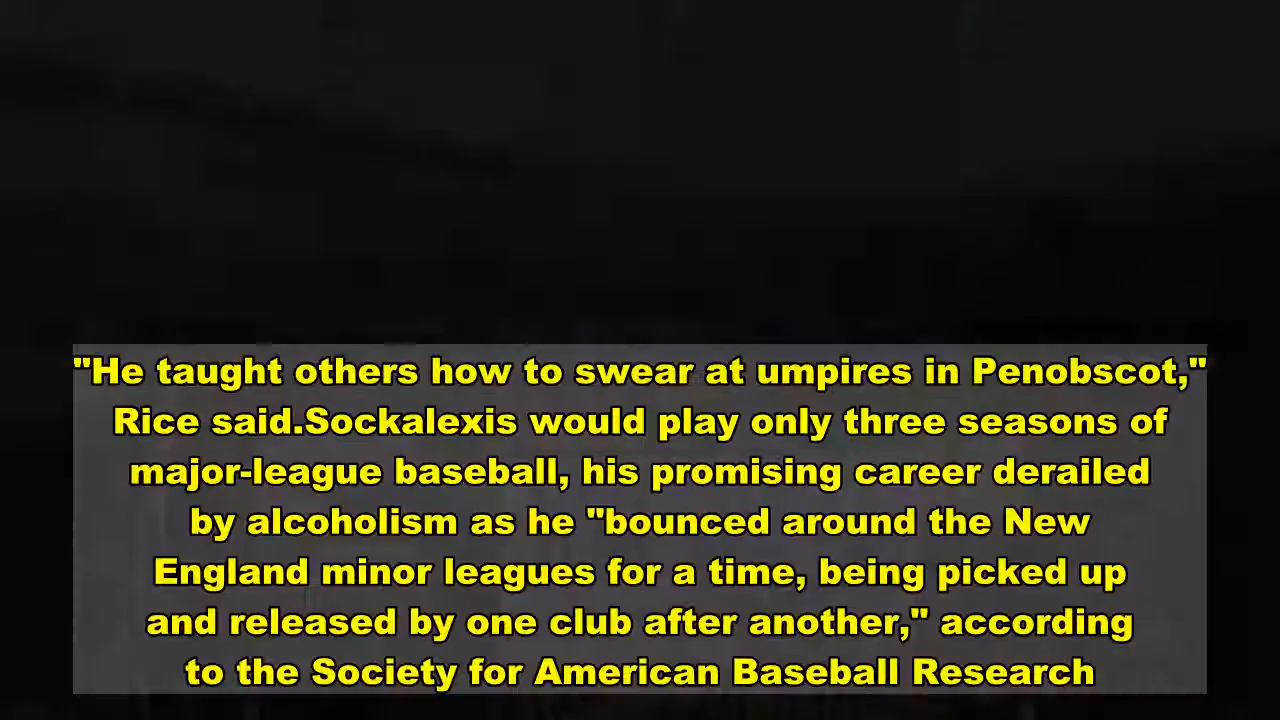 "He taught others how to swear at umpires in Penobscot,"
Rice said.Sockalexis would play only three seasons of
major-league baseball, his promising career derailed
by alcoholism as he "bounced around the New
England minor leagues for a time, being picked up
and released by one club after another," according
to the Society for American Baseball Research